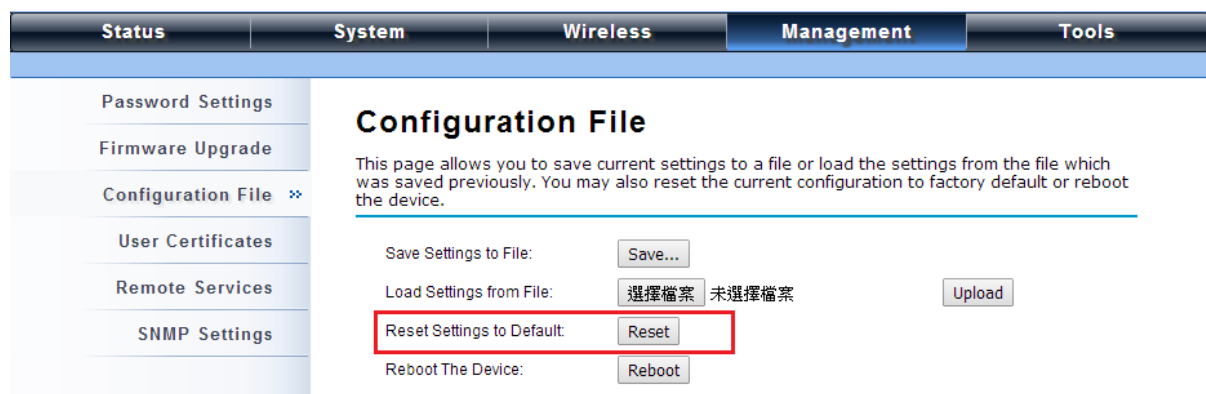 Status System Wireless Management Tools
Password Settings
Firmware Upgrade
Configuration File »
User Certificates
Remote Services
SNMP Settings
Configuration File
This page allows you to save current settings to a file or load the settings from the file which
was saved previously. You may also reset the current configuration to factory default or reboot
the device.
Save Settings to File: Save...
Load Settings from File: 選擇檔案 未選擇檔案 Upload
Reset Settings to Default: Reset
Reboot The Device: Reboot